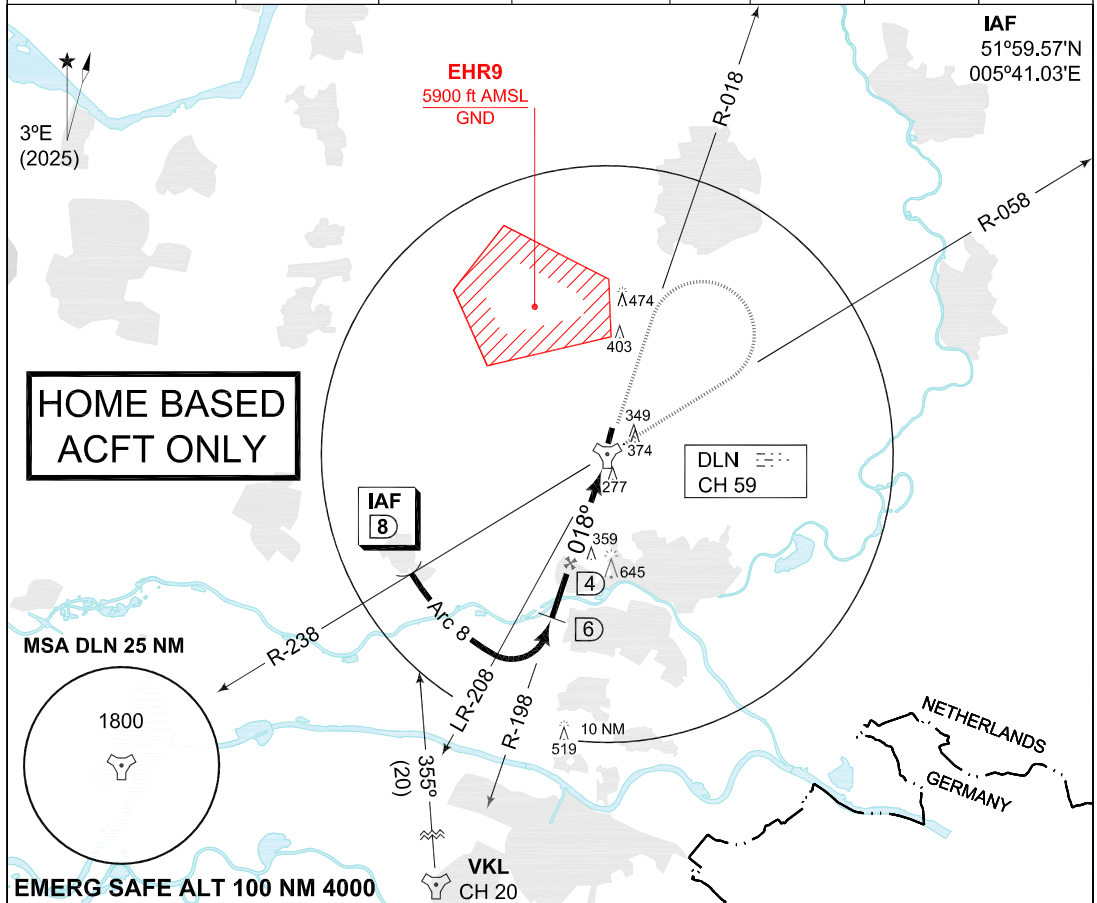 IAF
51º59.57'N
005º41.03'E
3ºE
(2025)
EHR9
5900 ft AMSL
GND
R-018
R-058
474
403
HOME BASED
ACFT ONLY
349
374
277
DLN
CH 59
IAF
8
018º
359
645
4
6
Arc 8
R-238
LR-208
R-198
MSA DLN 25 NM
1800
519
10 NM
355º
(20)
NETHERLANDS
GERMANY
VKL
CH 20
EMERG SAFE ALT 100 NM 4000